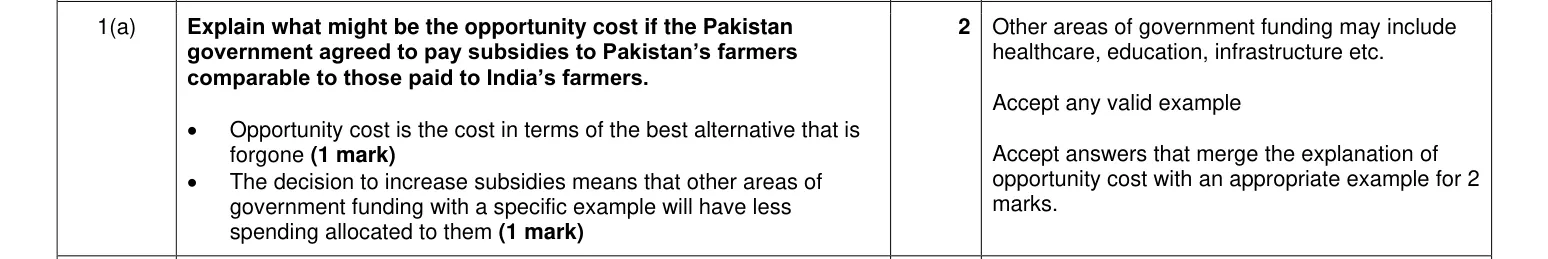 1(a)
Explain what might be the opportunity cost if the Pakistan
government agreed to pay subsidies to Pakistan's farmers
comparable to those paid to India's farmers.
• Opportunity cost is the cost in terms of the best alternative that is
forgone (1 mark)
• The decision to increase subsidies means that other areas of
government funding with a specific example will have less
spending allocated to them (1 mark)
2
Other areas of government funding may include
healthcare, education, infrastructure etc.
Accept any valid example
Accept answers that merge the explanation of
opportunity cost with an appropriate example for 2
marks.